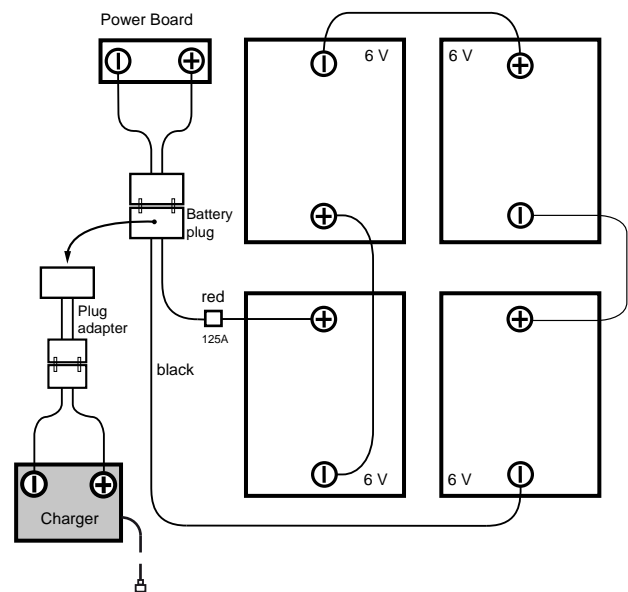 Power Board
6 V
6 V
Battery
plug
Plug
adapter
red
125A
black
6 V
6 V
Charger